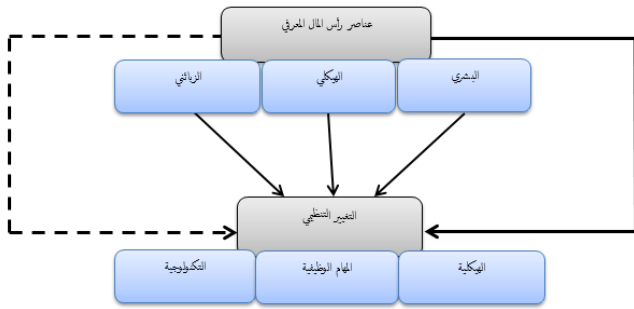 عناصر رأس المال المعرفي
البشري
الهيكلي
الزبائني
التغيير التنظيمي
الهيكلية
المهام الوظيفية
التكنولوجية